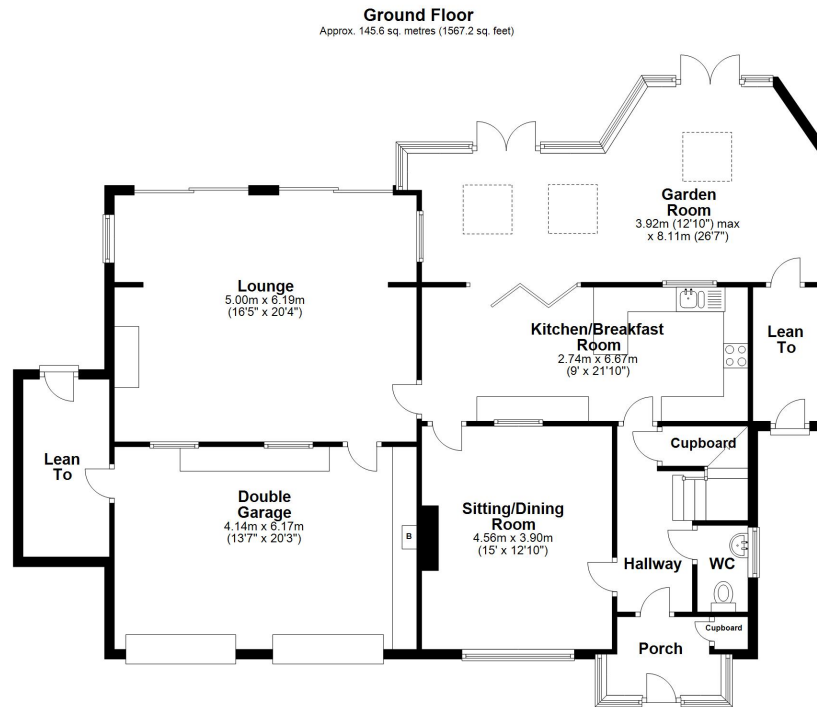 Ground Floor
Approx. 145.6 sq. metres (1567.2 sq. feet)
Garden
Room
3.92m (12'10") max
x 8.11m (26'7")
Lounge
5.00m x 6.19m
(16'5" x 20'4")
Kitchen/Breakfast
Room
2.74m x 6.67m
(9' x 21'10")
Lean
To
Cupboard
Lean
To
Double
Garage
4.14m x 6.17m
(13'7" x 20'3")
B
Sitting/Dining
Room
4.56m x 3.90m
(15' x 12'10")
Hallway
WC
Cupboard
Porch